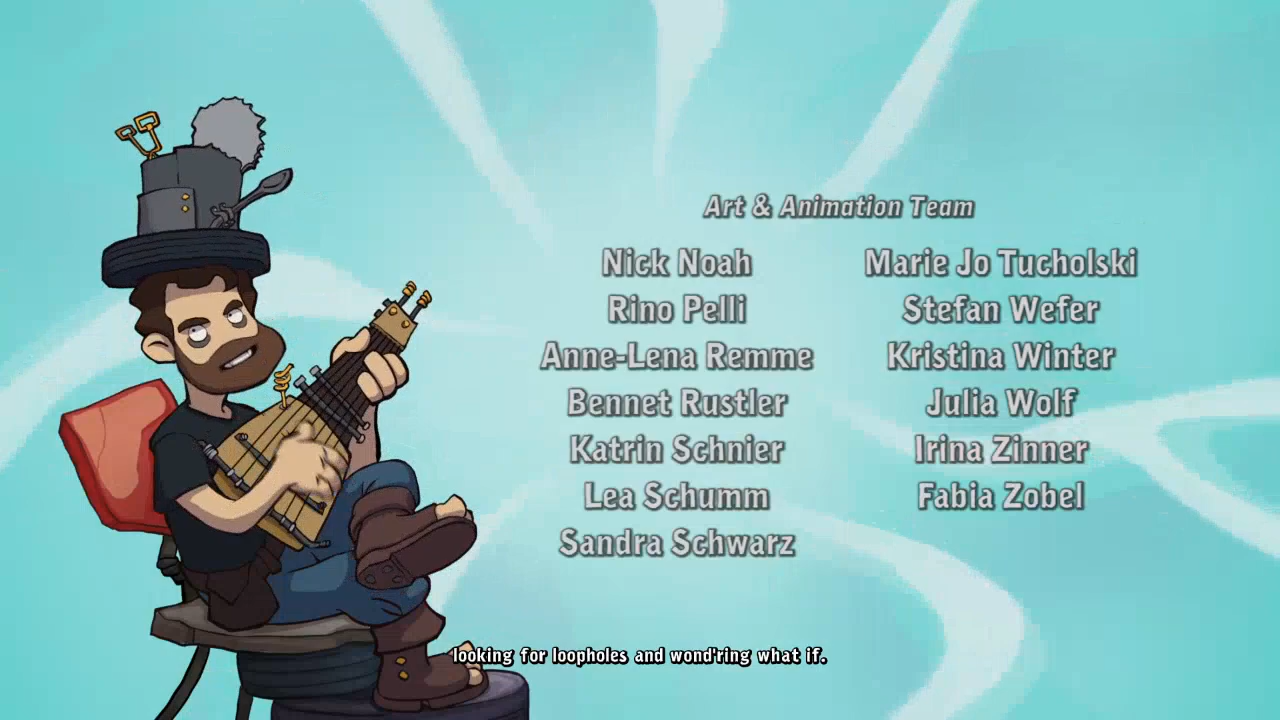 Art & Animation Team
Nick Noah
Rino Pelli
Anne-Lena Remme
Bennet Rustler
Katrin Schnier
Lea Schumm
Sandra Schwarz
Marie Jo Tucholski
Stefan Wefer
Kristina Winter
Julia Wolf
Irina Zinner
Fabia Zobel
looking for loopholes and wond'ring what if.